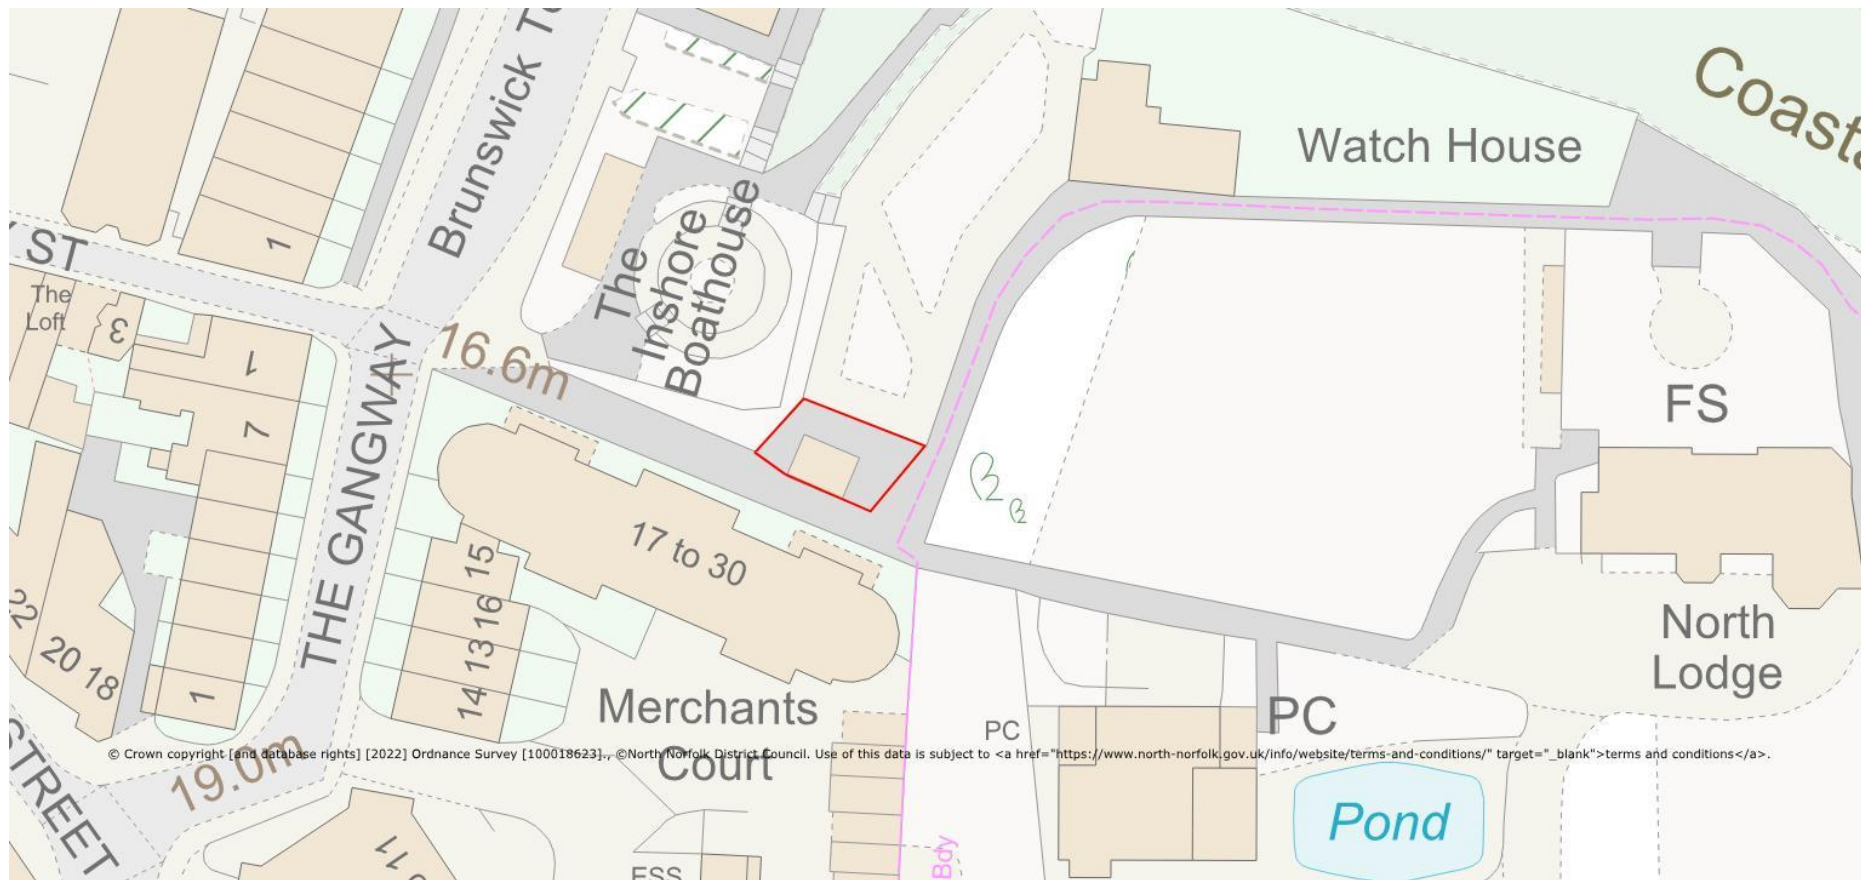 Brunswick
Coasta
Watch House
ST
The
Loft
3
1
1
7
The
Inshore
Boathouse
16.6m
THE GANGWAY
FS
17 to 30
15
16
13
14
22
20 18
1
North
Lodge
Merchants
Court
PC
PC
© Crown copyright [and database rights] [2022] Ordnance Survey [100018623]., ©North Norfolk District Council. Use of this data is subject to <a href="https://www.north-norfolk.gov.uk/info/website/terms-and-conditions/" target="_blank">terms and conditions</a>.
STREET
19.0m
Pond
11
ESS
Bdy